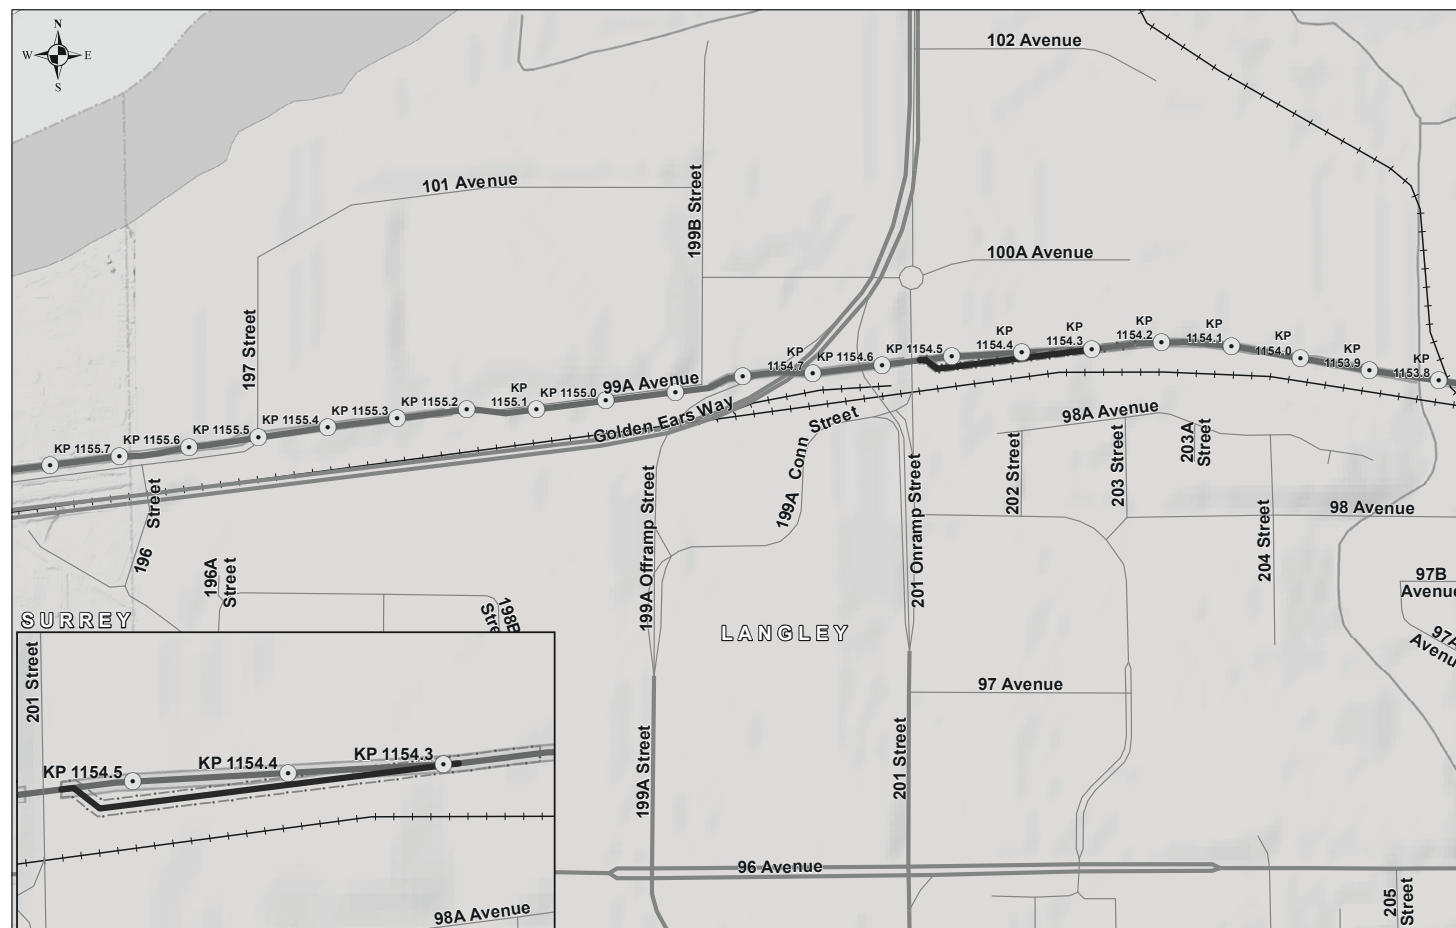 N
W E
S
102 Avenue
101 Avenue
199B Street
100A Avenue
197 Street
KP 1155.7
KP 1155.6
KP 1155.5
KP 1155.4
KP 1155.3
KP 1155.2
KP
1155.1
KP 1155.0
99A Avenue
Golden Ears Way
KP
1154.7
KP 1154.6
KP 1154.5
KP
1154.4
KP
1154.3
KP
1154.2
KP
1154.1
KP
1154.0
KP
1153.9
KP
1153.8
196
Street
196A
Street
198B
Stre
199A Offramp Street
199A Conn Street
201 Onramp Street
98A Avenue
202 Street
203 Street
203A
Street
204 Street
98 Avenue
97B
Avenue
97A
Avenu
SURREY
LANGLEY
97 Avenue
199A Street
201 Street
96 Avenue
205
Street
201 Street
KP 1154.5
KP 1154.4
KP 1154.3
98A Avenue